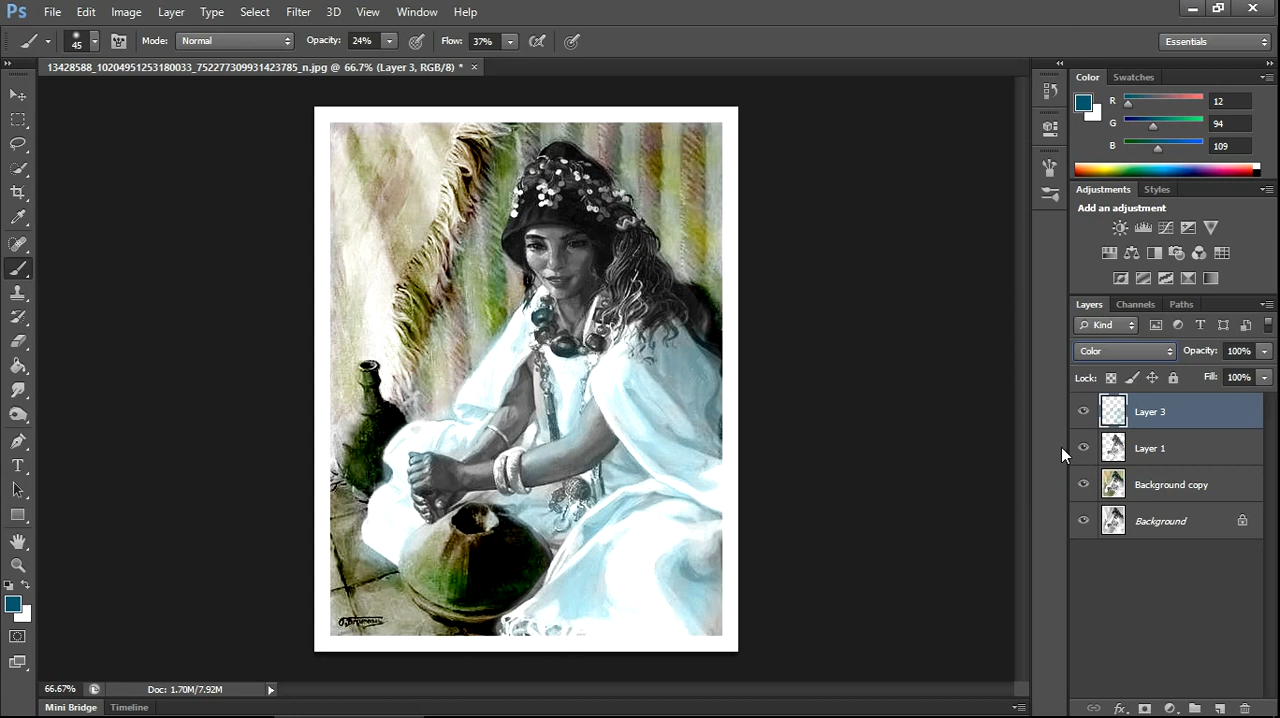 Ps File Edit Image Layer Type Select Filter 3D View Window Help
45 Mode: Normal Opacity: 24% Flow: 37% Essentials
13428588_10204951253180033_752277309931423785_n.jpg @ 66.7% (Layer 3, RGB/8) *
Color Swatches
R 12
G 94
B 109
Adjustments Styles
Add an adjustment
Layers Channels Paths
Kind
Color Opacity: 100%
Lock: Fill: 100%
Layer 3
Layer 1
Background copy
Background
66.67% Doc: 1.70M/7.92M
Mini Bridge Timeline